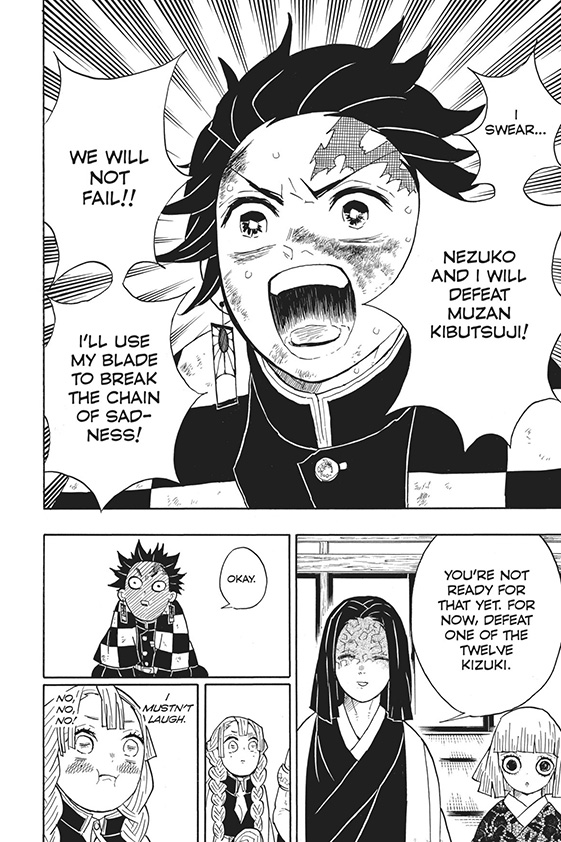 I
SWEAR...
NEZUKO
AND I WILL
DEFEAT
MUZAN
KIBUTSUJI!
WE WILL
NOT
FAIL!!
I'LL USE
MY BLADE
TO BREAK
THE CHAIN
OF SAD-
NESS!
YOU'RE NOT
READY FOR
THAT YET. FOR
NOW, DEFEAT
ONE OF THE
TWELVE
KIZUKI.
OKAY.
I
MUSTN'T
LAUGH.
NO,
NO,
NO!